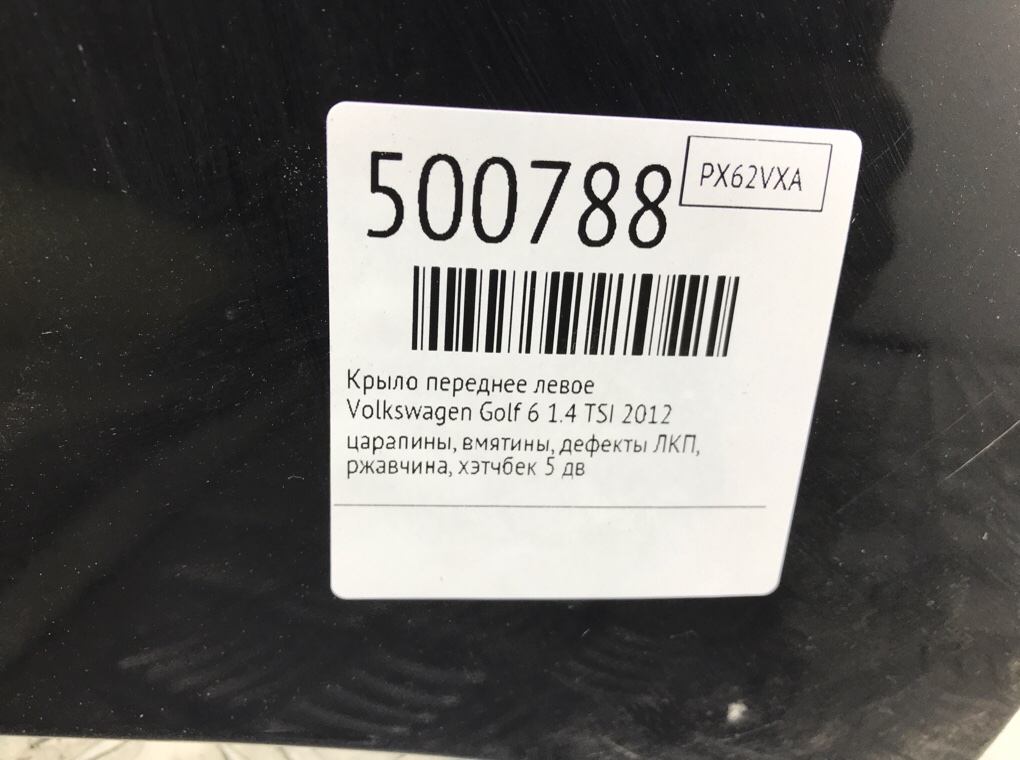 500788
PX62VXA
Крыло переднее левое
Volkswagen Golf 6 1.4 TSI 2012
царапины, вмятины, дефекты ЛКП,
ржавчина, хэтчбек 5 дв